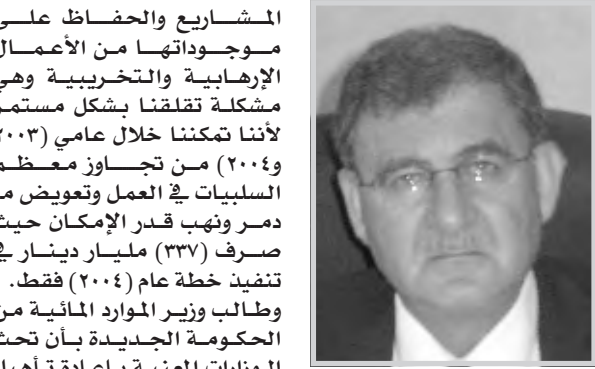 المشاريع والحفاظ على
موجوداتها من الأعمال
الإرهابية والتخريبية وهي
مشكلة تقلقنا بشكل مستمر
لأننا تمكننا خلال عامي (٢٠٠٣
و٢٠٠٤) من تجاوز معظم
السلبيات في العمل وتعويض ما
دمر ونهب قدر الإمكان حيث
صرف (٣٣٧) مليار دينار في
تنفيذ خطة عام (٢٠٠٤) فقط.
وطالب وزير الموارد المائية من
الحكومة الجديدة بأن تحث